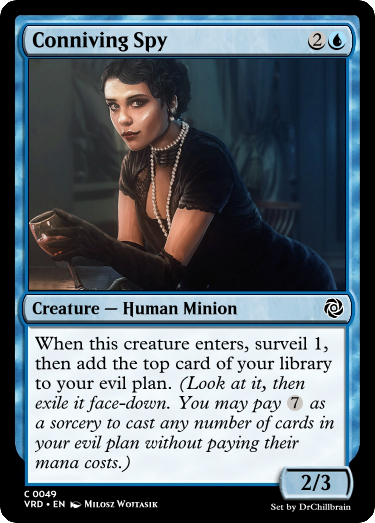 Conniving Spy 2
Creature — Human Minion
When this creature enters, surveil 1,
then add the top card of your library
to your evil plan. (Look at it, then
exile it face-down. You may pay 7 as
a sorcery to cast any number of cards in
your evil plan without paying their
mana costs.)
2/3
C 0049
VRD • EN Milosz Wojtasik
Set by DrChillbrain